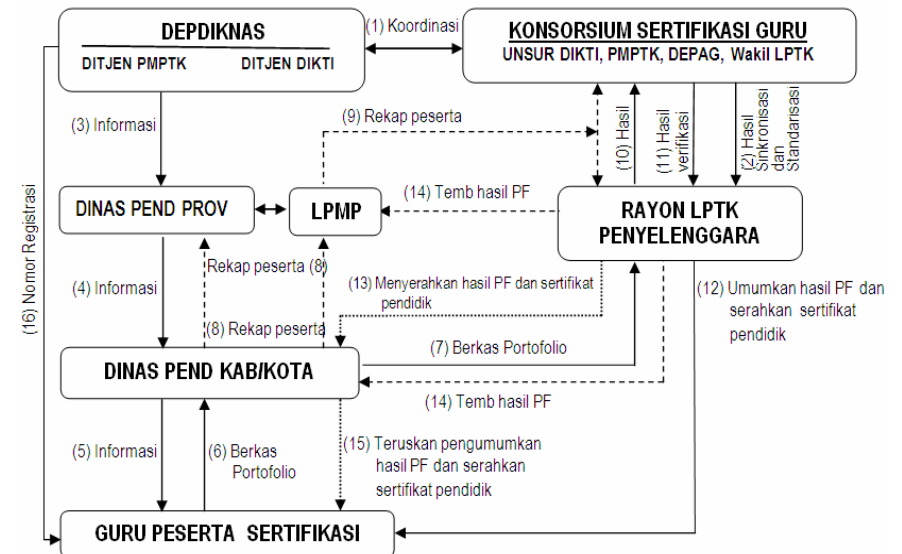 DEPDIKNAS
DITJEN PMPTK DITJEN DIKTI
(1) Koordinasi
KONSORSIUM SERTIFIKASI GURU
UNSUR DIKTI, PMPTK, DEPAG, Wakil LPTK
(3) Informasi
(9) Rekap peserta
(10) Hasil
(11) Hasil
verifikasi
(2) Hasil
Sinkronisasi
dan
Standarisasi
(16) Nomor Registrasi
DINAS PEND PROV
LPMP
(14) Temb hasil PF
RAYON LPTK
PENYELENGGARA
(4) Informasi
Rekap peserta (8)
(8) Rekap peserta
(13) Menyerahkan hasil PF dan sertifikat
pendidik
(12) Umumkan hasil PF dan
serahkan sertifikat
pendidik
(7) Berkas Portofolio
DINAS PEND KAB/KOTA
(14) Temb hasil PF
(5) Informasi
(6) Berkas
Portofolio
(15) Teruskan pengumumkan
hasil PF dan serahkan
sertifikat pendidik
GURU PESERTA SERTIFIKASI